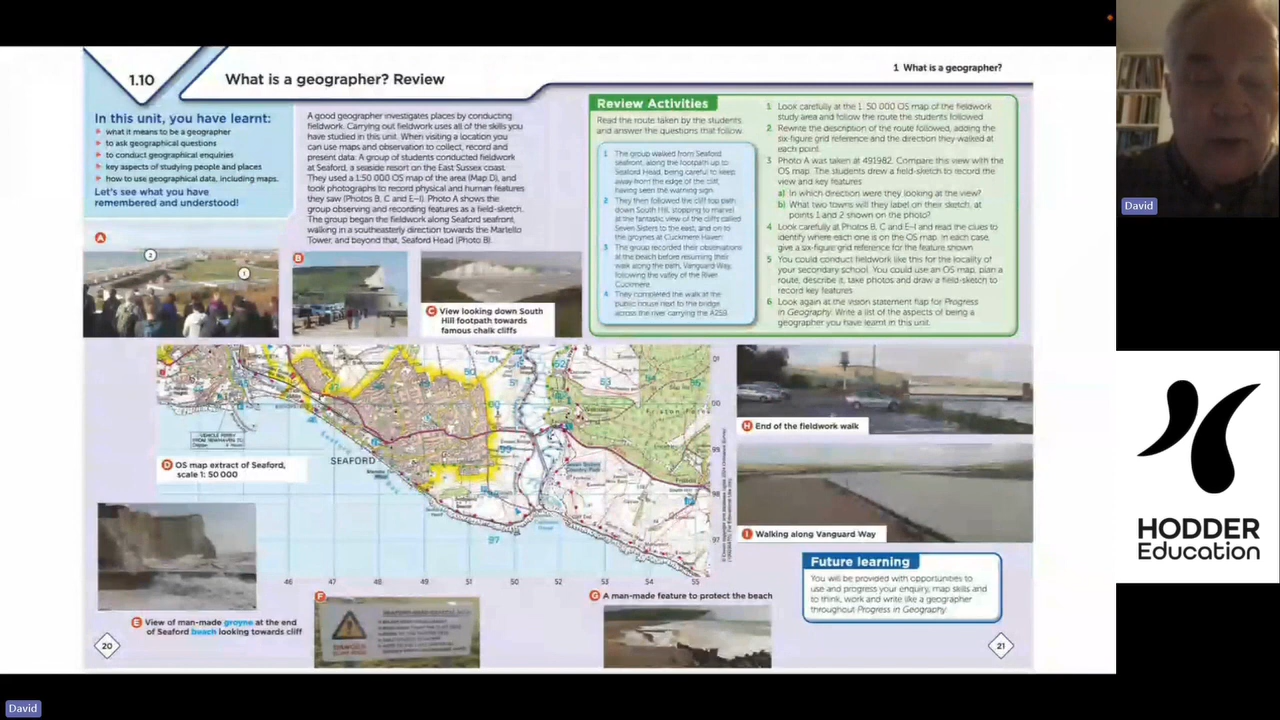 1.10
What is a geographer? Review
1 What is a geographer?
In this unit, you have learnt:
what it means to be a geographer
to ask geographical questions
to conduct geographical enquiries
key aspects of studying people and places
how to use geographical data, including maps.
Let's see what you have
remembered and understood!
A good geographer investigates places by conducting
fieldwork. Carrying out fieldwork uses all of the skills you
have studied in this unit. When visiting a location you
can use maps and observation to collect, record and
present data. A group of students conducted fieldwork
at Seaford, a seaside resort on the East Sussex coast.
They used a 1:50 000 OS map of the area (Map D), and
took photographs to record physical and human features
they saw (Photos B, C and E–I). Photo A shows the
group observing and recording features as a field-sketch.
The group began the fieldwork along Seaford seafront,
walking in a southeasterly direction towards the Martello
Tower, and beyond that, Seaford Head (Photo B).
Review Activities
Read the route taken by the students
and answer the questions that follow.
1 The group walked from Seaford
seafront, along the footpath up to
Seaford Head, being careful to keep
away from the edge of the cliff,
having seen the warning sign.
2 They then followed the cliff top path
down South Hill, stopping to marvel
at the fantastic view of the cliffs called
Seven Sisters to the east, and on to
the groynes at Cuckmere Haven.
3 The group recorded their observations
at the beach before resuming their
walk along the path, Vanguard Way,
following the valley of the River
Cuckmere.
4 They completed the walk at the
public house next to the bridge
across the river carrying the A259.
1 Look carefully at the 1: 50 000 OS map of the fieldwork
study area and follow the route the students followed
2 Rewrite the description of the route followed, adding the
six-figure grid reference and the direction they walked at
each point.
3 Photo A was taken at 491982. Compare this view with the
OS map. The students drew a field-sketch to record the
view and key features
a) In which direction were they looking at the view?
b) What two towns will they label on their sketch, at
points 1 and 2 shown on the photo?
4 Look carefully at Photos B, C and E–I and read the clues to
identify where each one is on the OS map. In each case,
give a six-figure grid reference for the feature shown
5 You could conduct fieldwork like this for the locality of
your secondary school. You could use an OS map, plan a
route, describe it, take photos and draw a field-sketch to
record key features
6 Look again at the vision statement flap for Progress
in Geography. Write a list of the aspects of being a
geographer you have learnt in this unit.
A
2
1
B
C View looking down South
Hill footpath towards
famous chalk cliffs
SEAFORD
D OS map extract of Seaford,
scale 1: 50 000
46 47 48 49 50 51 50 52 53 54 55
H End of the fieldwork walk
I Walking along Vanguard Way
Future learning
You will be provided with opportunities to
use and progress your enquiry, map skills and
to think, work and write like a geographer
throughout Progress in Geography.
E View of man-made groyne at the end
of Seaford beach looking towards cliff
F
G A man-made feature to protect the beach
20
21
David
HODDER
Education
David